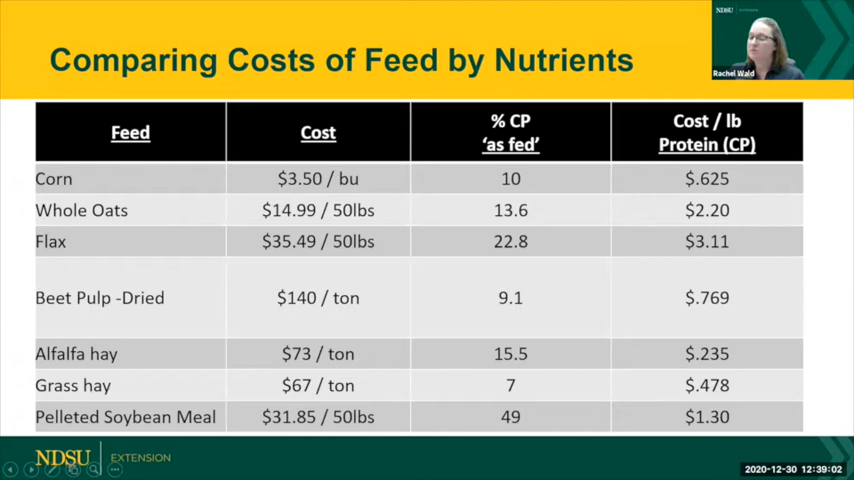 NDSU EXTENSION
Comparing Costs of Feed by Nutrients
Rachel Wald
Feed Cost % CP 'as fed' Cost / lb Protein (CP)
Corn $3.50 / bu 10 $.625
Whole Oats $14.99 / 50lbs 13.6 $2.20
Flax $35.49 / 50lbs 22.8 $3.11
Beet Pulp -Dried $140 / ton 9.1 $.769
Alfalfa hay $73 / ton 15.5 $.235
Grass hay $67 / ton 7 $.478
Pelleted Soybean Meal $31.85 / 50lbs 49 $1.30
NDSU EXTENSION
2020-12-30 12:39:02